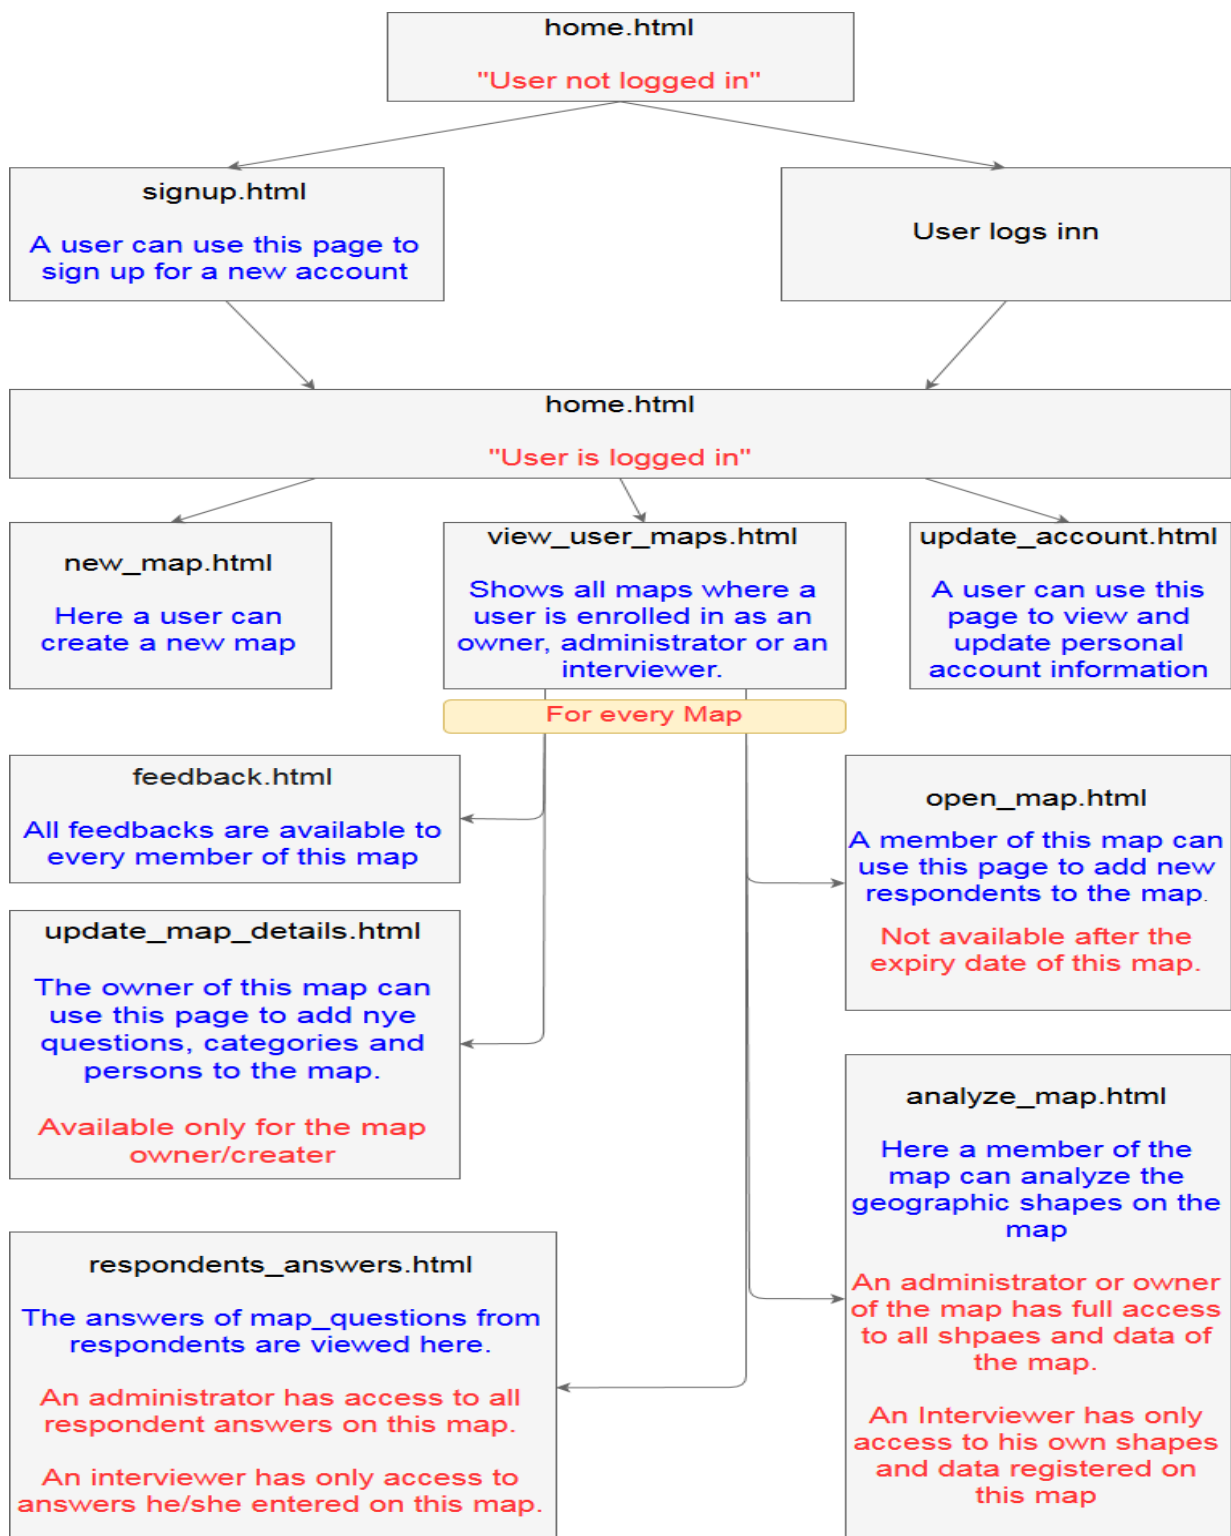 home.html
"User not logged in"
signup.html
A user can use this page to
sign up for a new account
User logs inn
home.html
"User is logged in"
new_map.html
Here a user can
create a new map
view_user_maps.html
Shows all maps where a
user is enrolled in as an
owner, administrator or an
interviewer.
update_account.html
A user can use this
page to view and
update personal
account information
For every Map
feedback.html
All feedbacks are available to
every member of this map
open_map.html
A member of this map can
use this page to add new
respondents to the map.
Not available after the
expiry date of this map.
update_map_details.html
The owner of this map can
use this page to add nye
questions, categories and
persons to the map.
Available only for the map
owner/creater
analyze_map.html
Here a member of the
map can analyze the
geographic shapes on the
map
An administrator or owner
of the map has full access
to all shpaes and data of
the map.
An Interviewer has only
access to his own shapes
and data registered on
this map
respondents_answers.html
The answers of map_questions from
respondents are viewed here.
An administrator has access to all
respondent answers on this map.
An interviewer has only access to
answers he/she entered on this map.